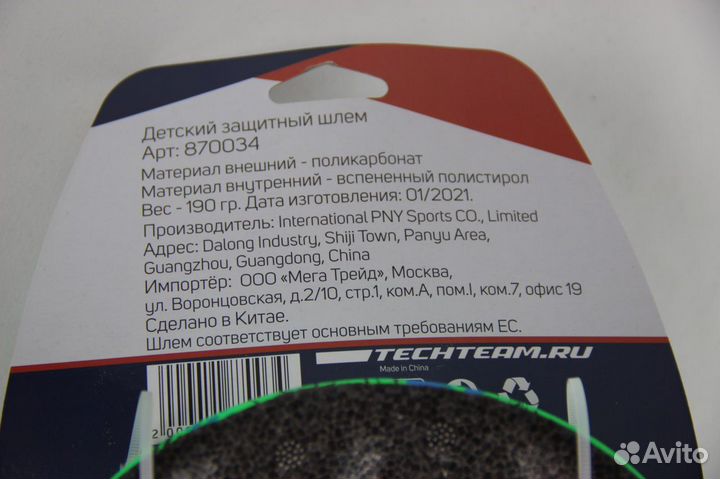 Детский защитный шлем
Арт: 870034
Материал внешний - поликарбонат
Материал внутренний - вспененный полистирол
Вес - 190 гр. Дата изготовления: 01/2021.
Производитель: International PNY Sports CO., Limited
Адрес: Dalong Industry, Shiji Town, Panyu Area,
Guangzhou, Guangdong, China
Импортёр: ООО «Мега Трейд», Москва,
ул. Воронцовская, д.2/10, стр.1, ком.А, пом.I, ком.7, офис 19
Сделано в Китае.
Шлем соответствует основным требованиям ЕС.
TECHTEAM.RU
Made in China
Avito